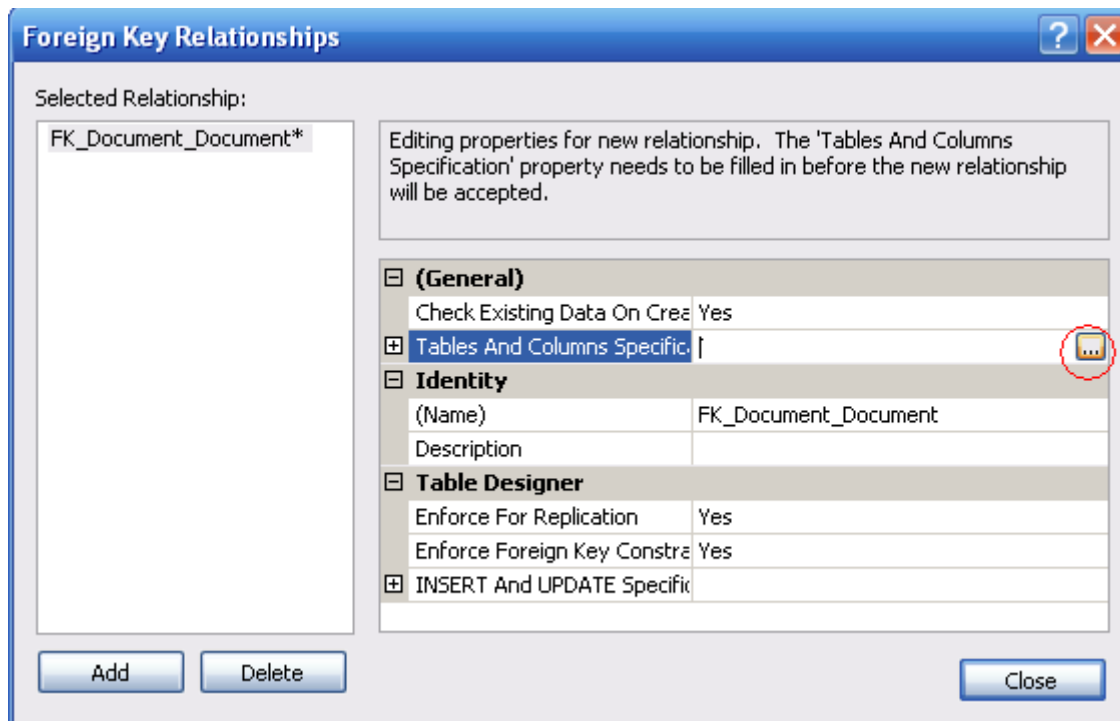 Foreign Key Relationships
Selected Relationship:
FK_Document_Document*
Editing properties for new relationship. The 'Tables And Columns
Specification' property needs to be filled in before the new relationship
will be accepted.
(General)
Check Existing Data On Crea Yes
Tables And Columns Specific
...
Identity
(Name) FK_Document_Document
Description
Table Designer
Enforce For Replication Yes
Enforce Foreign Key Constra Yes
INSERT And UPDATE Specific
Add
Delete
Close